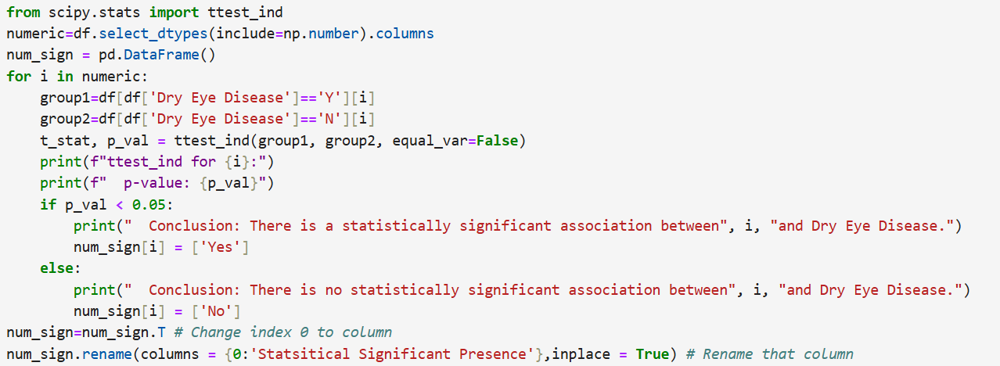 from scipy.stats import ttest_ind
numeric=df.select_dtypes(include=np.number).columns
num_sign = pd.DataFrame()
for i in numeric:
    group1=df[df['Dry Eye Disease']=='Y'][i]
    group2=df[df['Dry Eye Disease']=='N'][i]
    t_stat, p_val = ttest_ind(group1, group2, equal_var=False)
    print(f"ttest_ind for {i}:")
    print(f"  p-value: {p_val}")
    if p_val < 0.05:
        print("  Conclusion: There is a statistically significant association between", i, "and Dry Eye Disease.")
        num_sign[i] = ['Yes']
    else:
        print("  Conclusion: There is no statistically significant association between", i, "and Dry Eye Disease.")
        num_sign[i] = ['No']
num_sign=num_sign.T # Change index 0 to column
num_sign.rename(columns = {0:'Statsitical Significant Presence'},inplace = True) # Rename that column